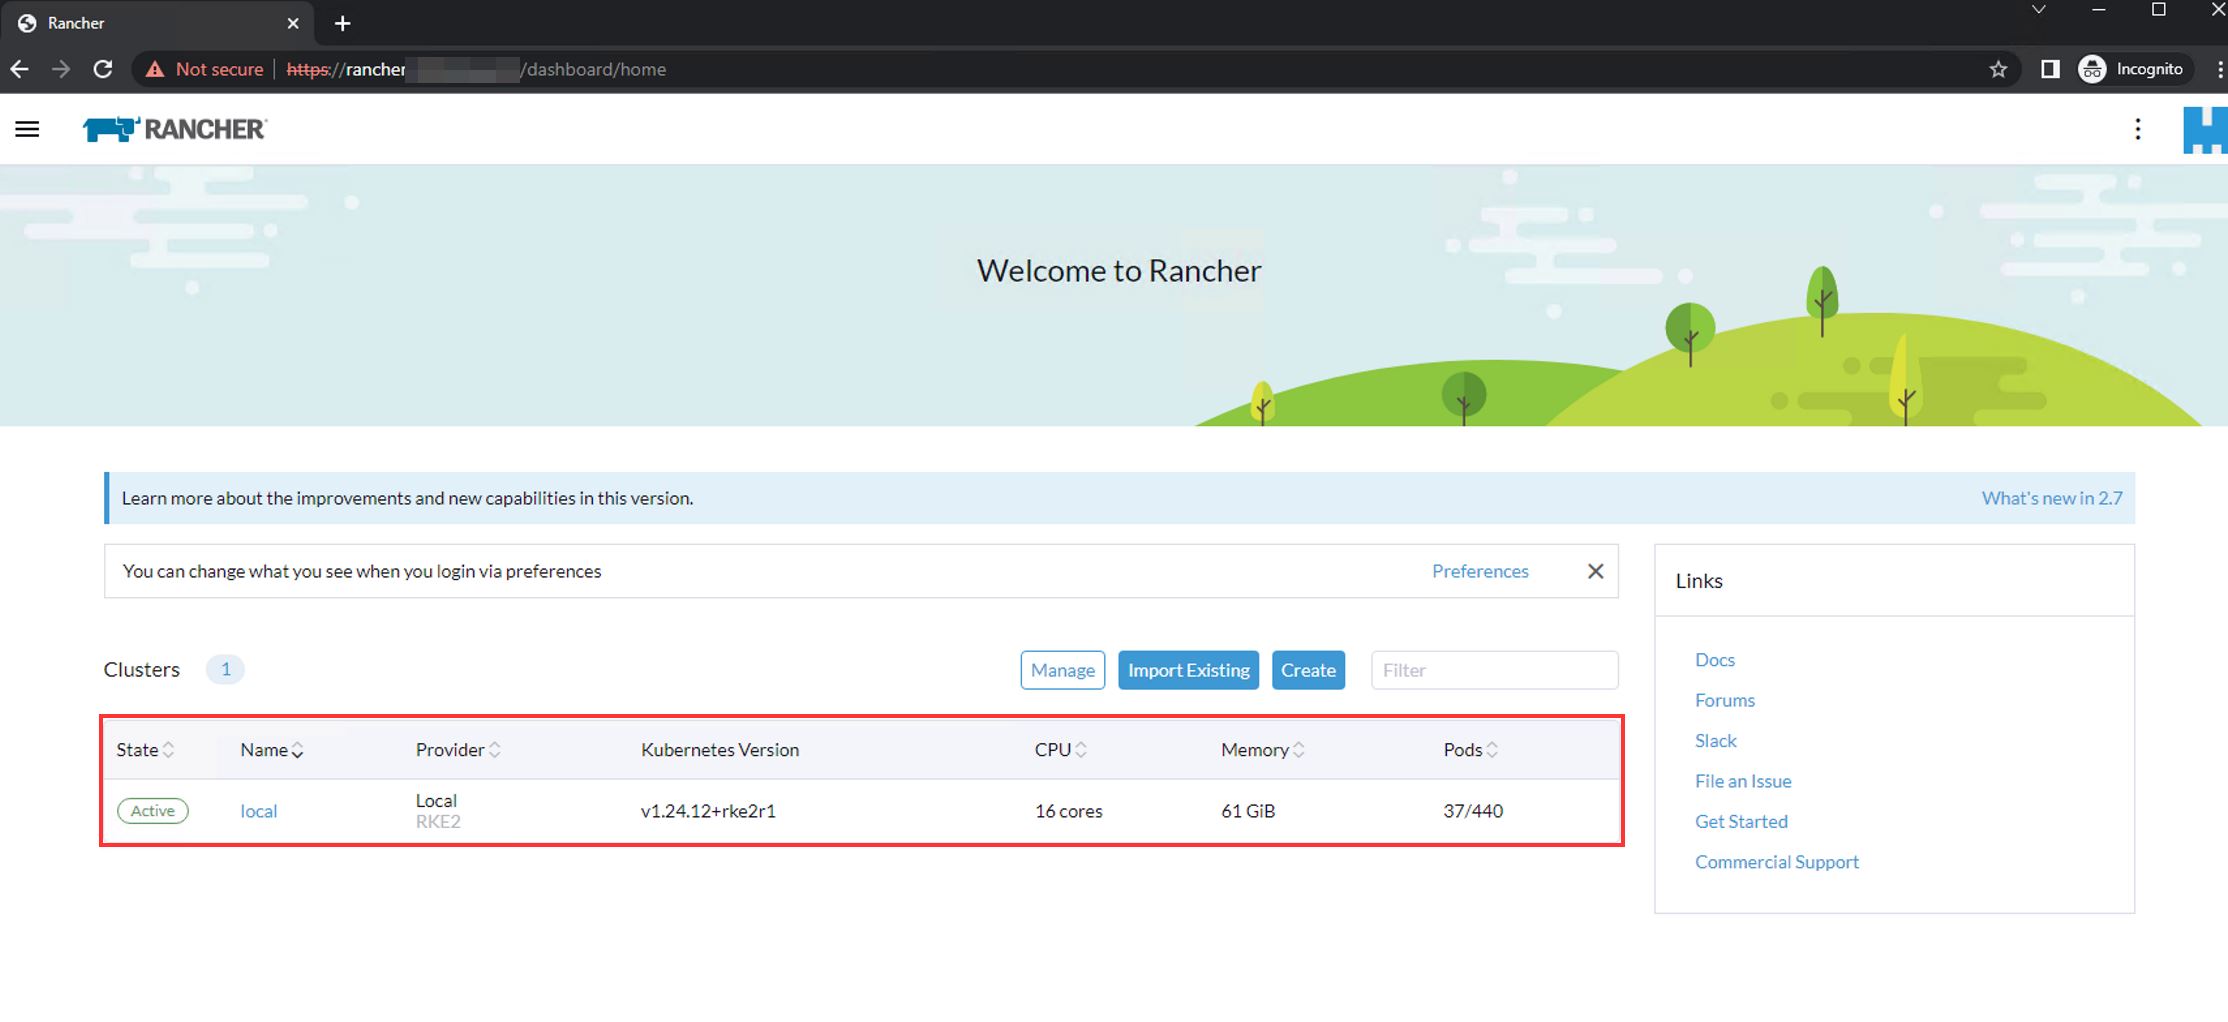 Rancher
Not secure https://rancher /dashboard/home Incognito
RANCHER
Welcome to Rancher
Learn more about the improvements and new capabilities in this version. What's new in 2.7
You can change what you see when you login via preferences Preferences
Links
Clusters 1 Manage Import Existing Create Filter
Docs
Forums
Slack
File an Issue
Get Started
Commercial Support
State Name Provider Kubernetes Version CPU Memory Pods
Active local Local v1.24.12+rke2r1 16 cores 61 GiB 37/440
RKE2